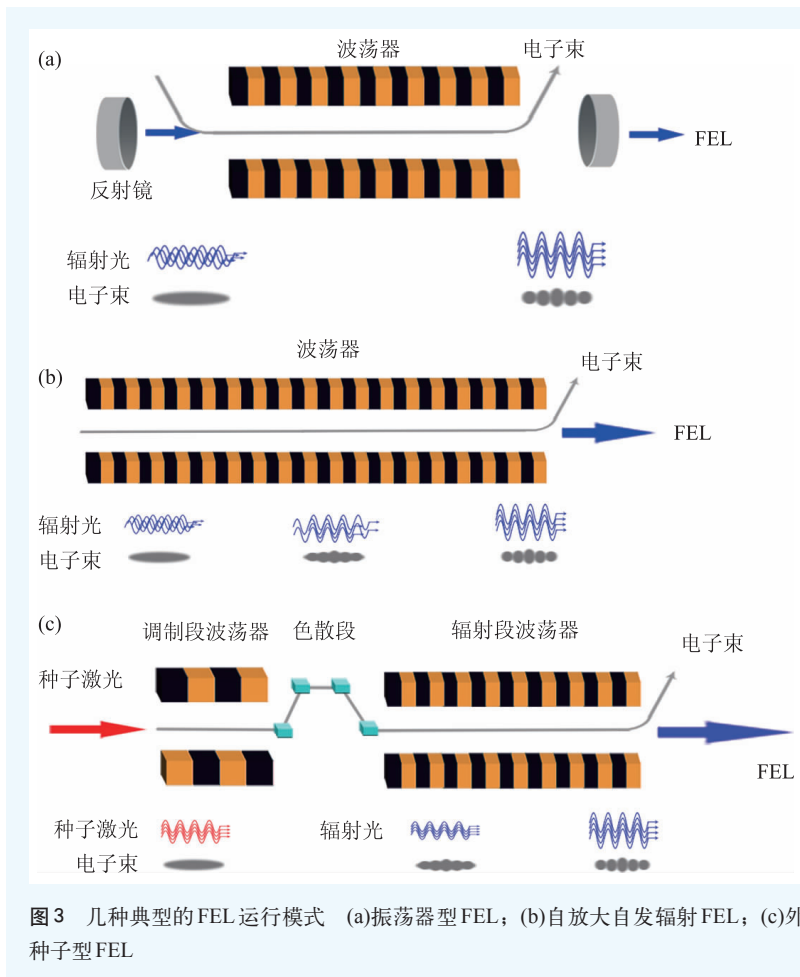 (a)
波荡器
电子束
FEL
反射镜
辐射光
电子束
(b)
波荡器
电子束
FEL
辐射光
电子束
(c)
调制段波荡器 色散段 辐射段波荡器
电子束
种子激光
FEL
种子激光 辐射光
电子束
图3 几种典型的FEL运行模式 (a)振荡器型FEL；(b)自放大自发辐射FEL；(c)外
种子型FEL